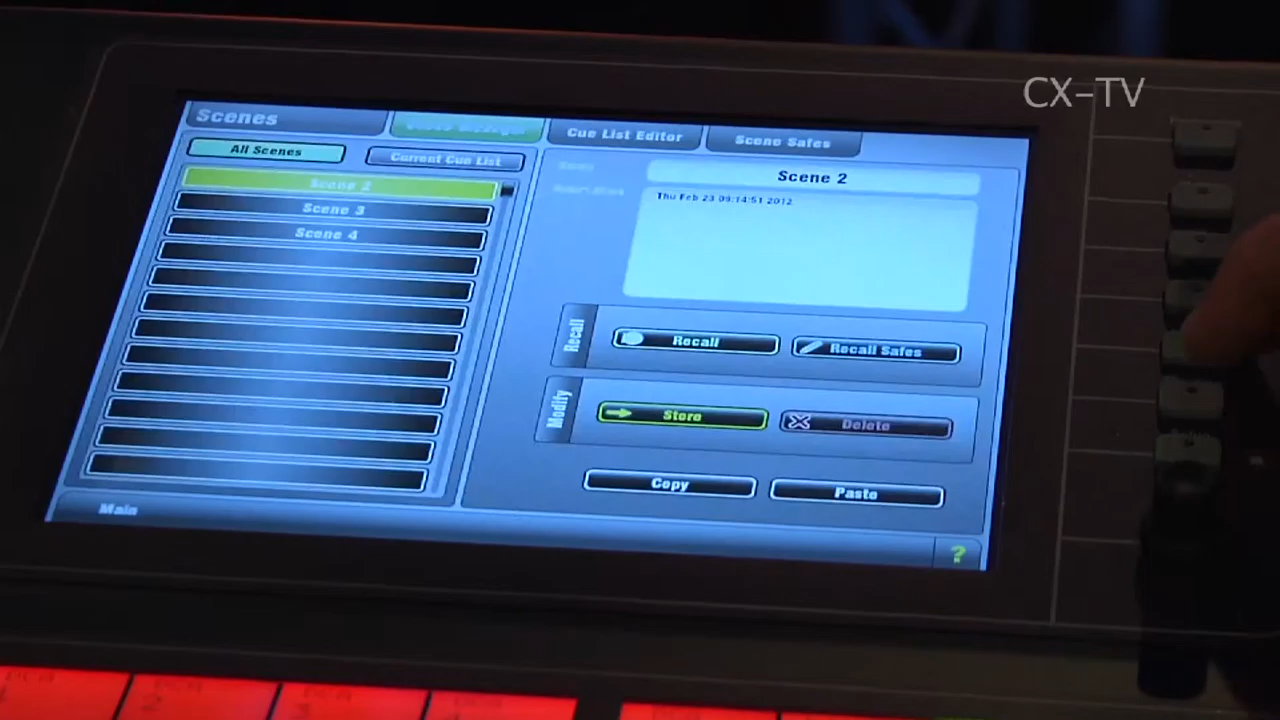 CX-TV
Scenes
Cue List Editor
Scene Safes
All Scenes
Current Cue List
Scene 2
Scene 3
Scene 4
Name
Scene 2
Thu Feb 23 09:14:51 2012
Recall
Recall
Recall Safes
Modify
Store
Delete
Copy
Paste
Main
?
2